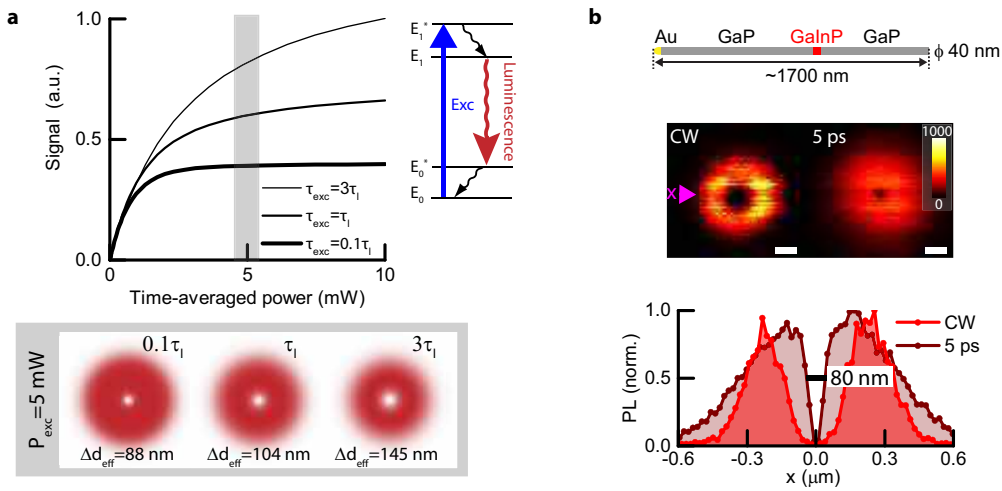 a
1.0
0.5
0.0
Signal (a.u.)
0
5
10
Time-averaged power (mW)
τexc=3τl
τexc=τl
τexc=0.1τl
E1*
E1
Exc
Luminescence
E0*
E0
Pexc=5 mW
0.1τl
τl
3τl
Δdeff=88 nm
Δdeff=104 nm
Δdeff=145 nm
b
Au GaP GaInP GaP
ϕ 40 nm
~1700 nm
CW
5 ps
1000
0
x
1.0
0.5
0.0
PL (norm.)
CW
5 ps
80 nm
-0.6 -0.3 0.0 0.3 0.6
x (μm)